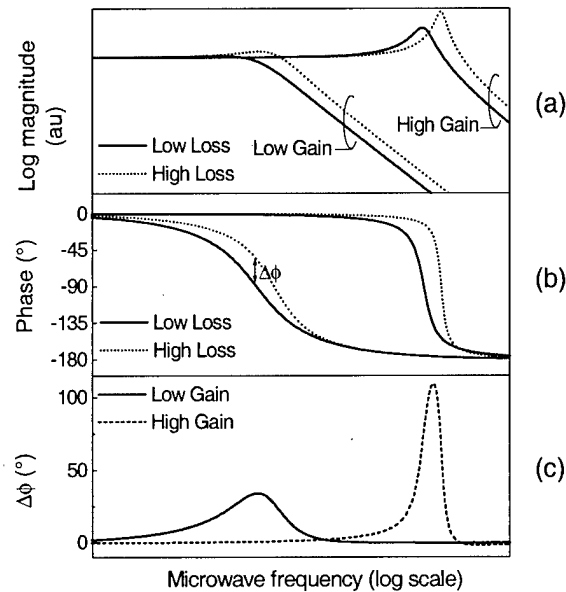 Log magnitude
(au)
Low Loss
High Loss
Low Gain
High Gain
(a)
Phase (°)
0
-45
-90
-135
-180
Δϕ
Low Loss
High Loss
(b)
Δϕ (°)
100
50
0
Low Gain
High Gain
(c)
Microwave frequency (log scale)